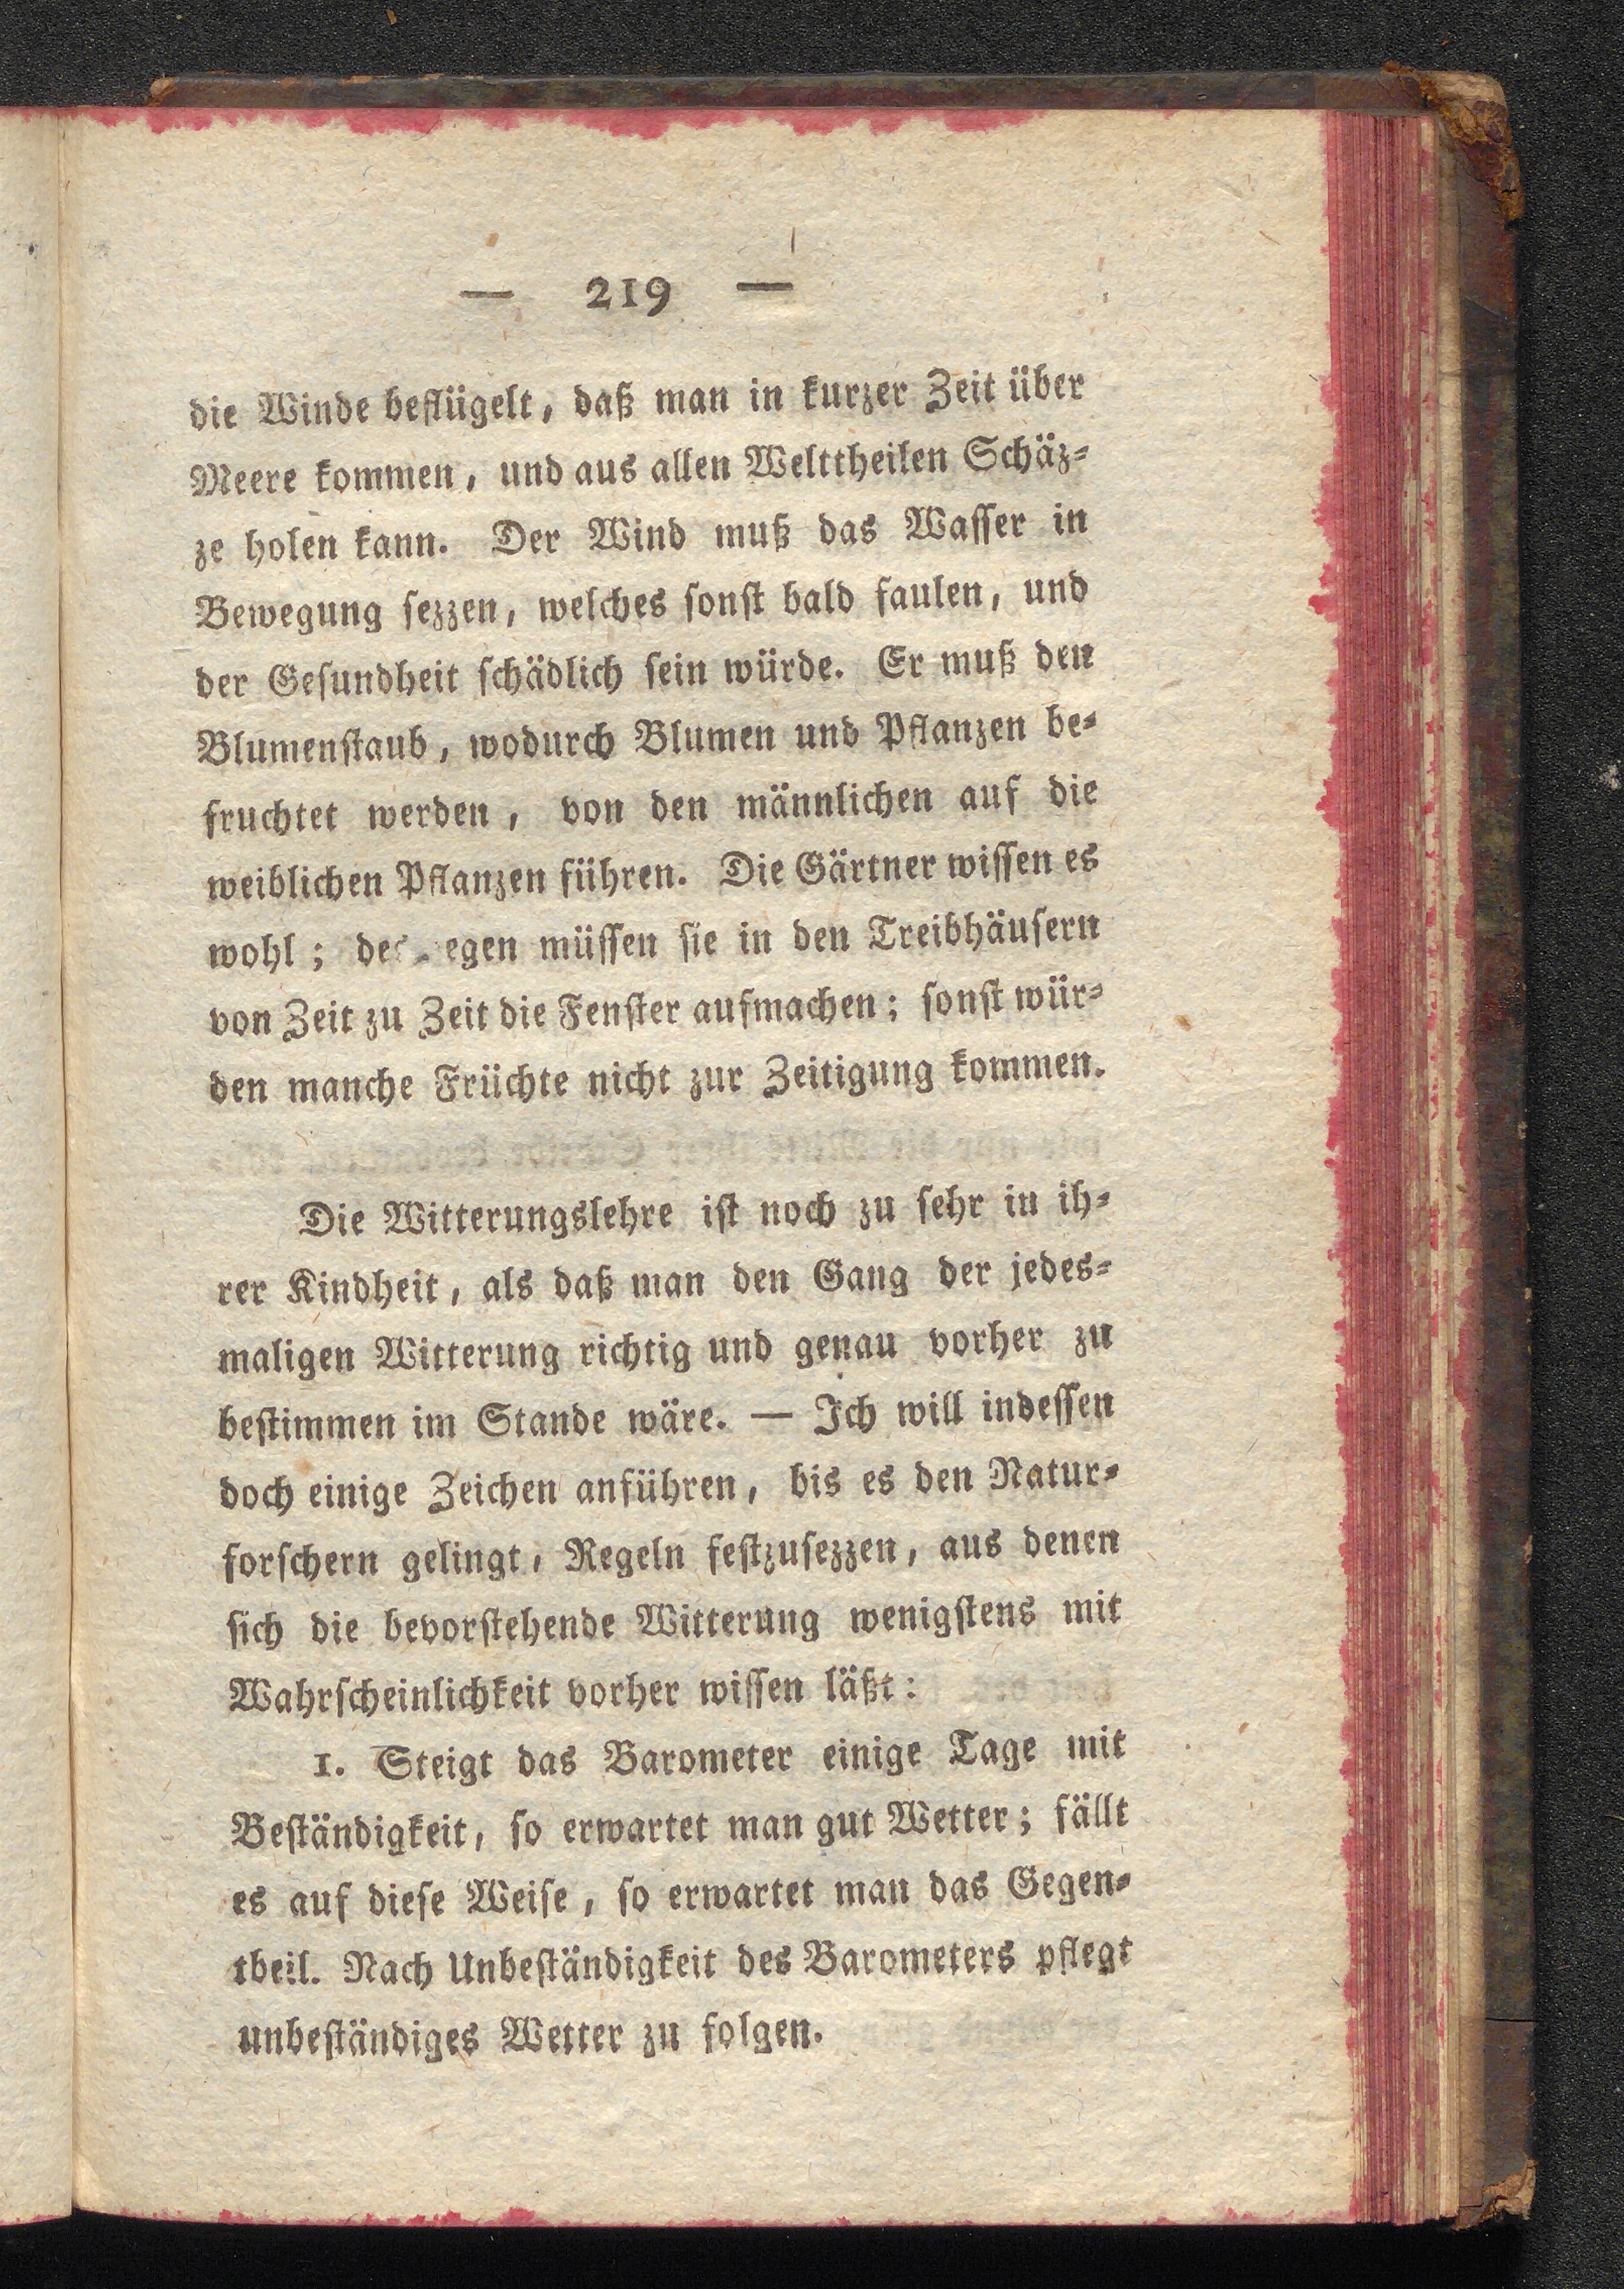 — 219 —
die Winde beflügelt, daß man in kurzer Zeit über
Meere kommen, und aus allen Welttheilen Schäz-
ze holen kann. Der Wind muß das Wasser in
Bewegung sezzen, welches sonst bald faulen, und
der Gesundheit schädlich sein würde. Er muß den
Blumenstaub, wodurch Blumen und Pflanzen be-
fruchtet werden, von den männlichen auf die
weiblichen Pflanzen führen. Die Gärtner wissen es
wohl; müssen sie in den Treibhäusern
von Zeit zu Zeit die Fenster aufmachen; sonst wür-
den manche Früchte nicht zur Zeitigung kommen.
Die Witterungslehre ist noch zu sehr in ih-
rer Kindheit, als daß man den Gang der jedes-
maligen Witterung richtig und genau vorher zu
bestimmen im Stande wäre. — Ich will indessen
doch einige Zeichen anführen, bis es den Natur-
forschern gelingt, Regeln festzusezzen, aus denen
sich die bevorstehende Witterung wenigstens mit
Wahrscheinlichkeit vorher wissen läßt:
1. Steigt das Barometer einige Tage mit
Beständigkeit, so erwartet man gut Wetter; fällt
es auf diese Weise, so erwartet man das Gegen-
theil. Nach Unbeständigkeit des Barometers pflegt
unbeständiges Wetter zu folgen.